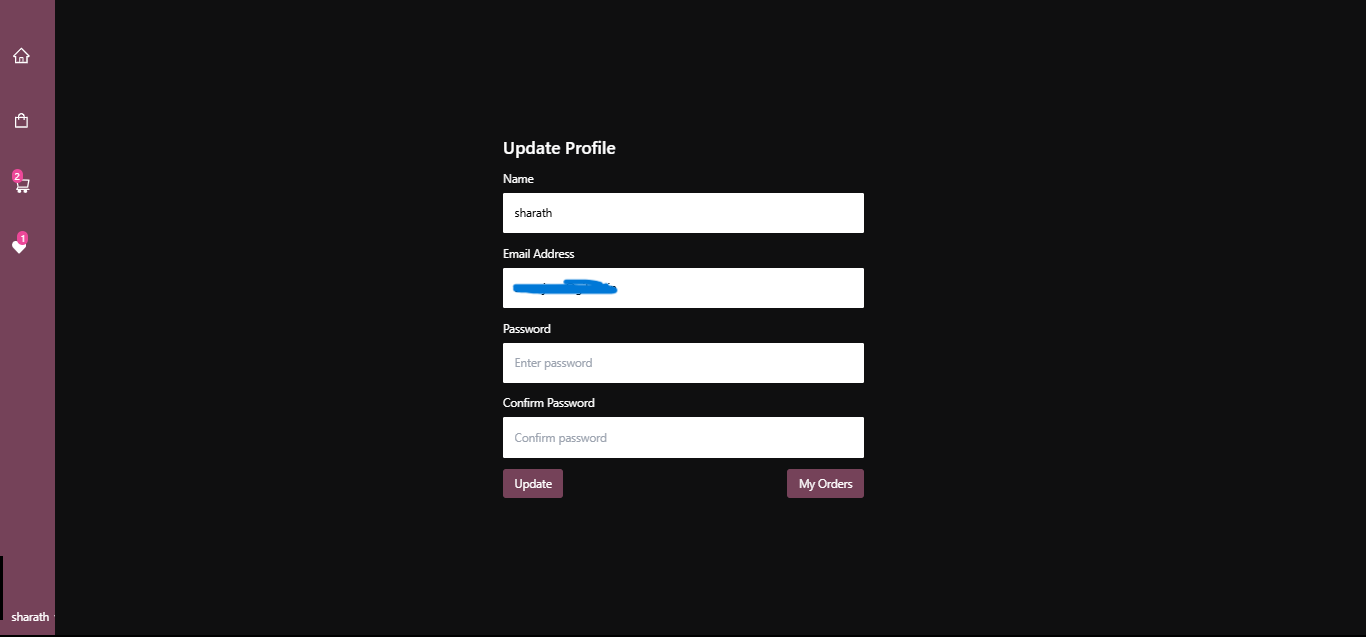 2
1
Update Profile
Name
sharath
Email Address
Password
Enter password
Confirm Password
Confirm password
Update My Orders
sharath